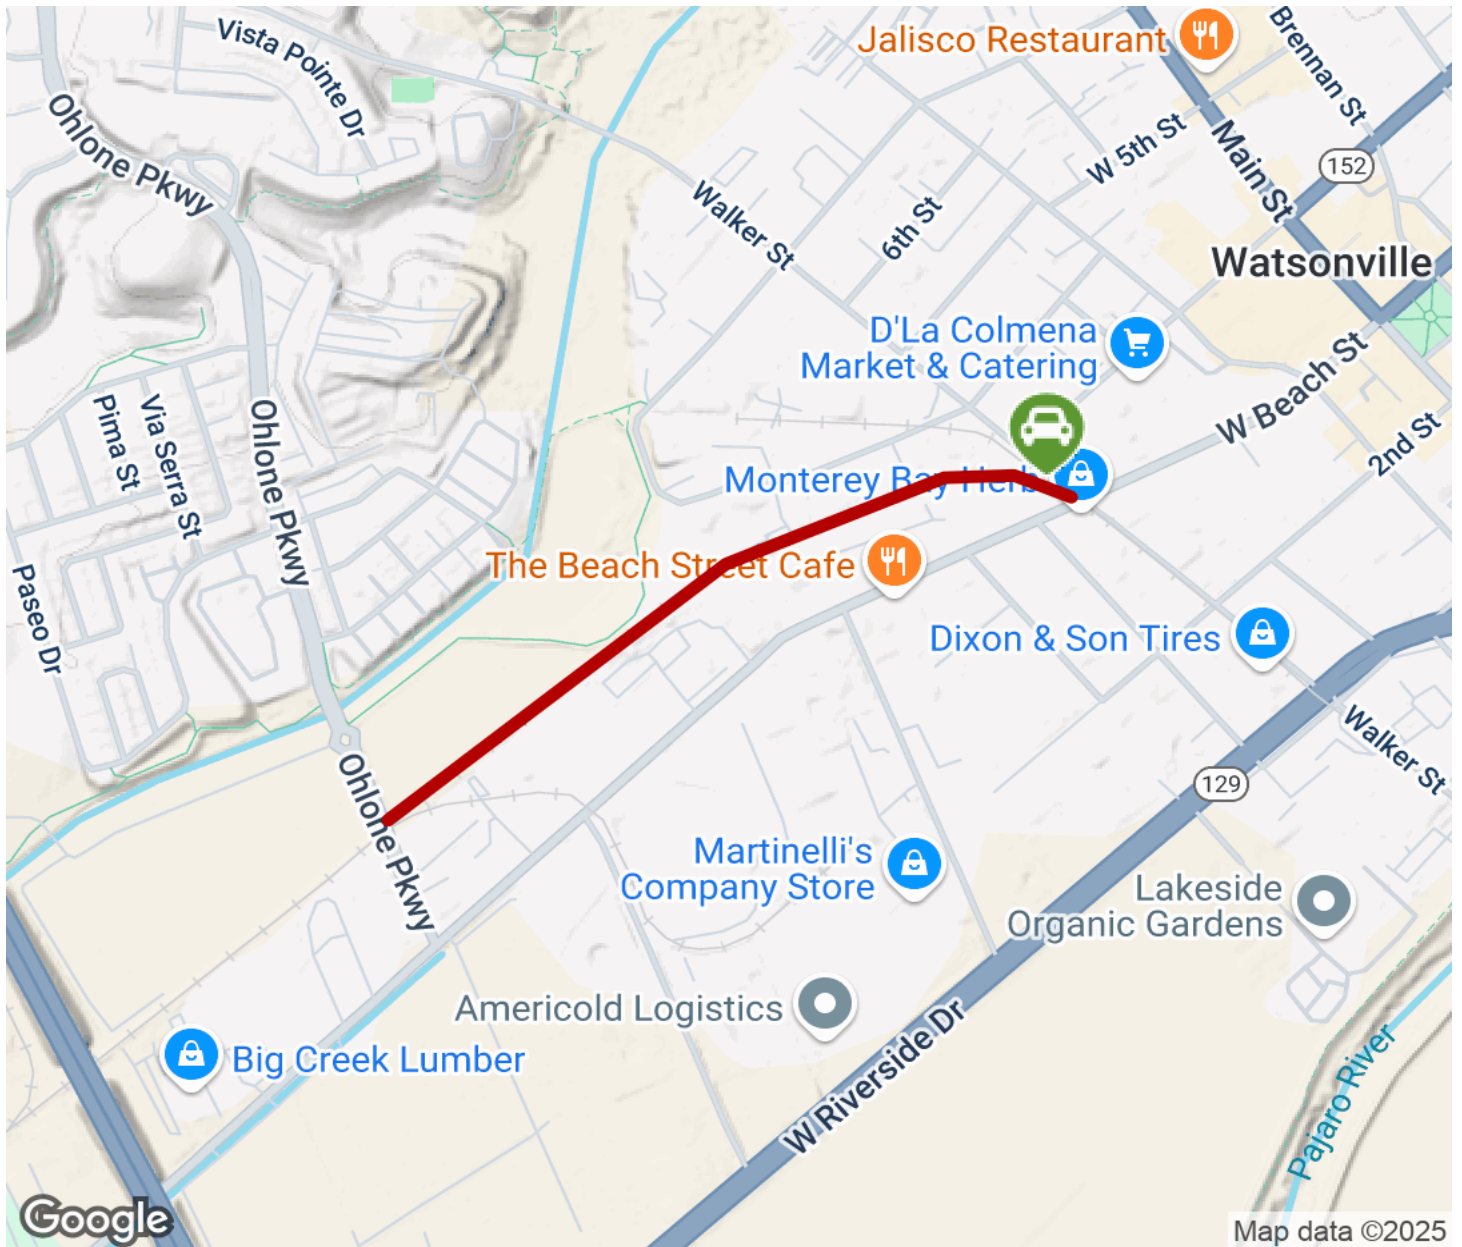 Vista Pointe Dr
Jalisco Restaurant
Brennan St
Ohlone Pkwy
W 5th St
Main St
152
Walker St
6th St
Watsonville
D'La Colmena
Market & Catering
W Beach St
Pima St
Via Serra St
Ohlone Pkwy
2nd St
Monterey Bay Herb
The Beach Street Cafe
Paseo Dr
Dixon & Son Tires
Walker St
129
Ohlone Pkwy
Martinelli's
Company Store
Lakeside
Organic Gardens
Americold Logistics
Big Creek Lumber
W Riverside Dr
Pajaro River
Google
Map data ©2025